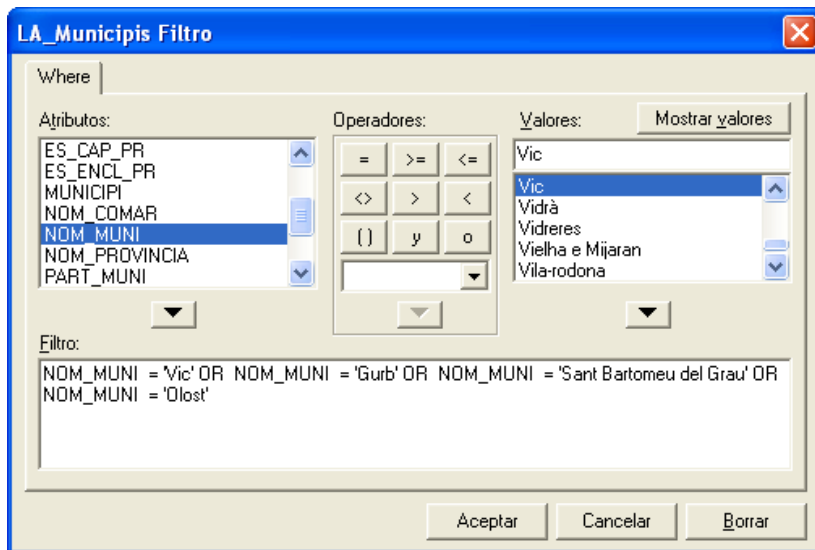 LA_Municipis Filtro
Where
Atributos:
Operadores:
Valores:
Mostrar valores
ES_CAP_PR
ES_ENCL_PR
MUNICIPI
NOM_COMAR
NOM_MUNI
NOM_PROVINCIA
PART_MUNI
= >= <=
<> > <
() y o
Vic
Vic
Vidrà
Vidreres
Vielha e Mijaran
Vila-rodona
Filtro:
NOM_MUNI = 'Vic' OR NOM_MUNI = 'Gurb' OR NOM_MUNI = 'Sant Bartomeu del Grau' OR
NOM_MUNI = 'Olost'
Aceptar
Cancelar
Borrar